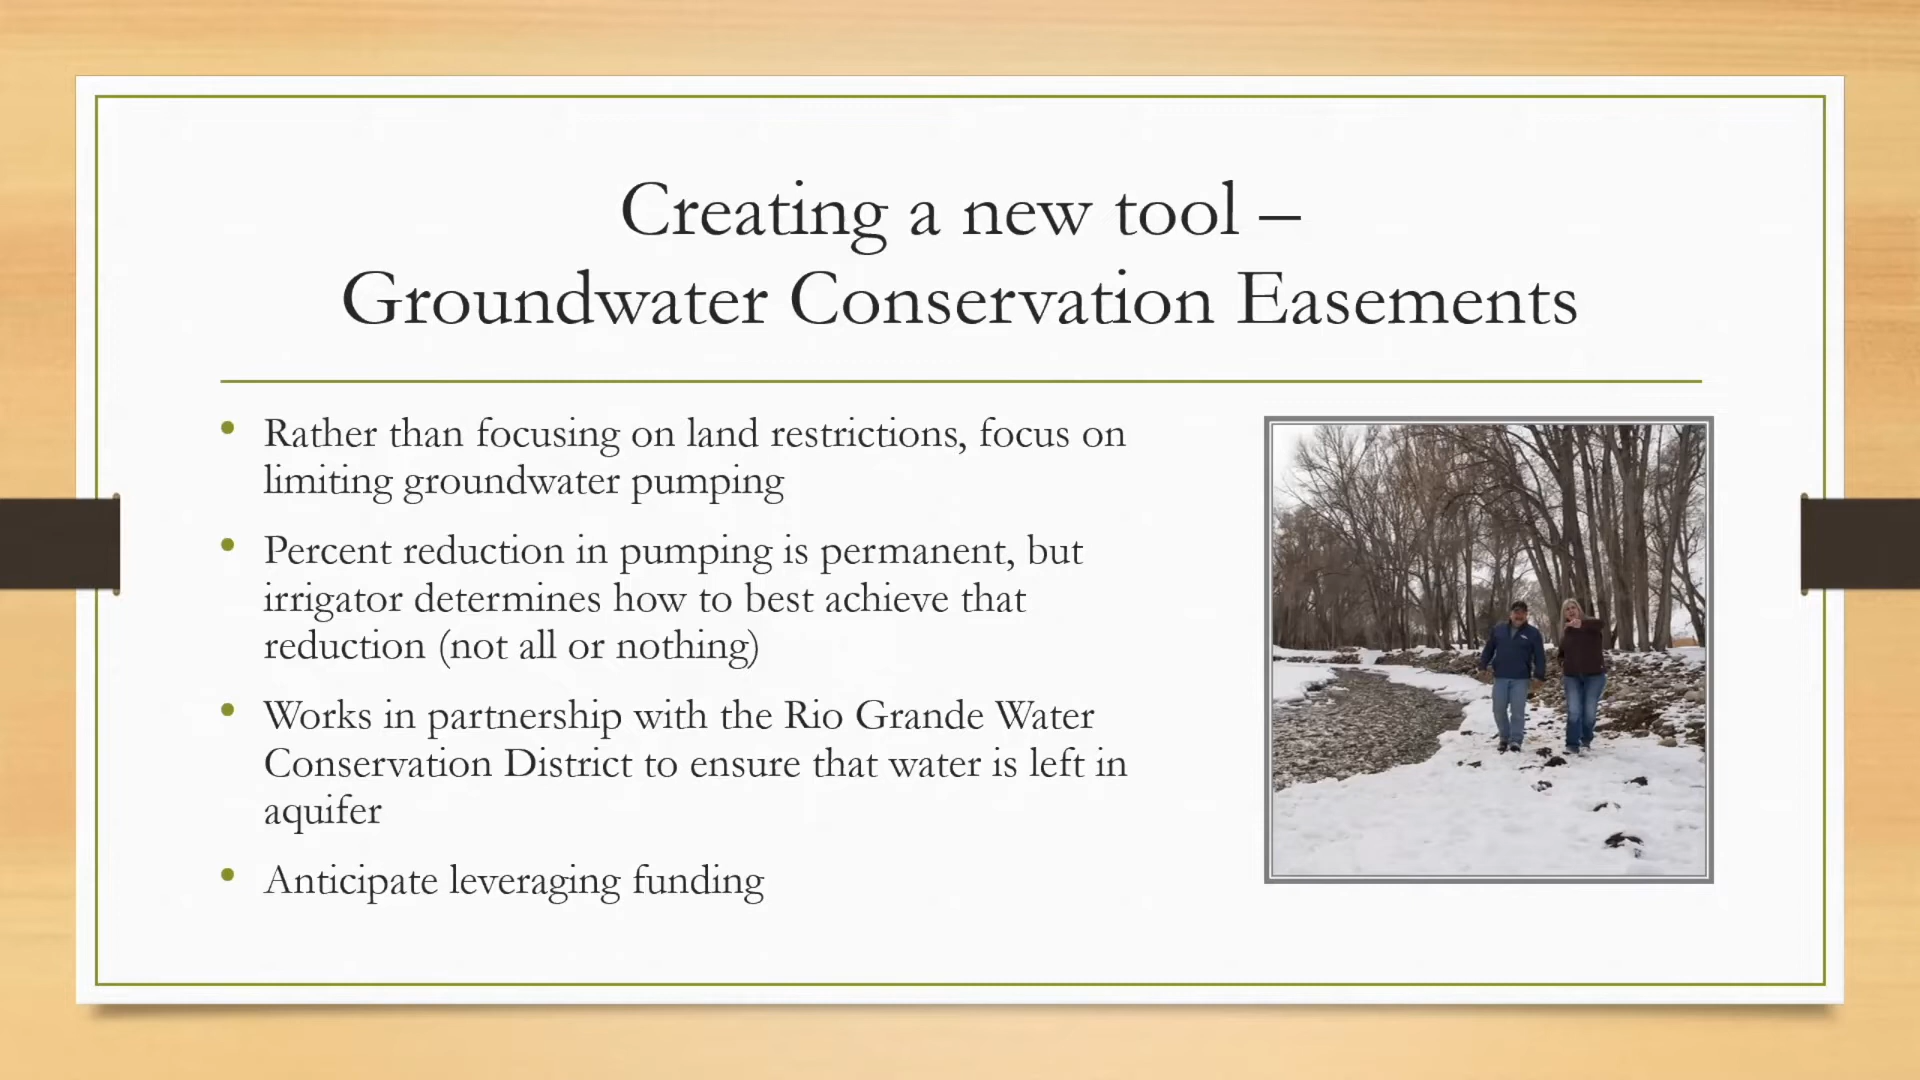 Creating a new tool –
Groundwater Conservation Easements
• Rather than focusing on land restrictions, focus on
limiting groundwater pumping
• Percent reduction in pumping is permanent, but
irrigator determines how to best achieve that
reduction (not all or nothing)
• Works in partnership with the Rio Grande Water
Conservation District to ensure that water is left in
aquifer
• Anticipate leveraging funding